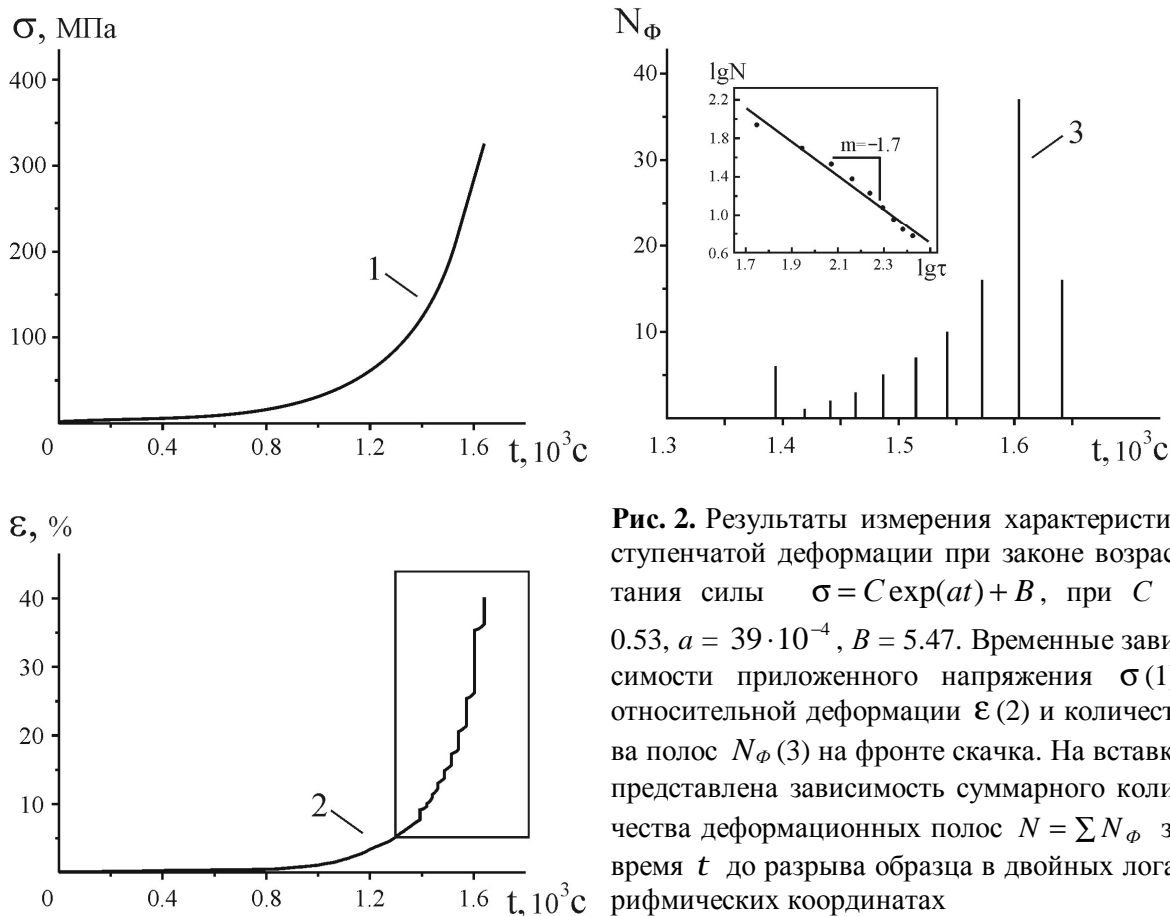 σ, МПа
400
300
200
100
1
0
0.4
0.8
1.2
1.6
t, 10³c
N_Ф
40
30
20
10
lgN
2.2
1.8
1.4
1.0
0.6
m=−1.7
1.7
1.9
2.1
2.3
lgτ
3
1.3
1.4
1.5
1.6
t, 10³c
ε, %
40
30
20
10
2
0
0.4
0.8
1.2
1.6
t, 10³c
Рис. 2. Результаты измерения характеристи
ступенчатой деформации при законе возрас
тания силы σ = C exp(at) + B, при C
0.53, a = 39·10⁻⁴, B = 5.47. Временные зави
симости приложенного напряжения σ (1
относительной деформации ε (2) и количест
ва полос N_Ф (3) на фронте скачка. На вставк
представлена зависимость суммарного коли
чества деформационных полос N = ∑ N_Ф з
время t до разрыва образца в двойных лога
рифмических координатах